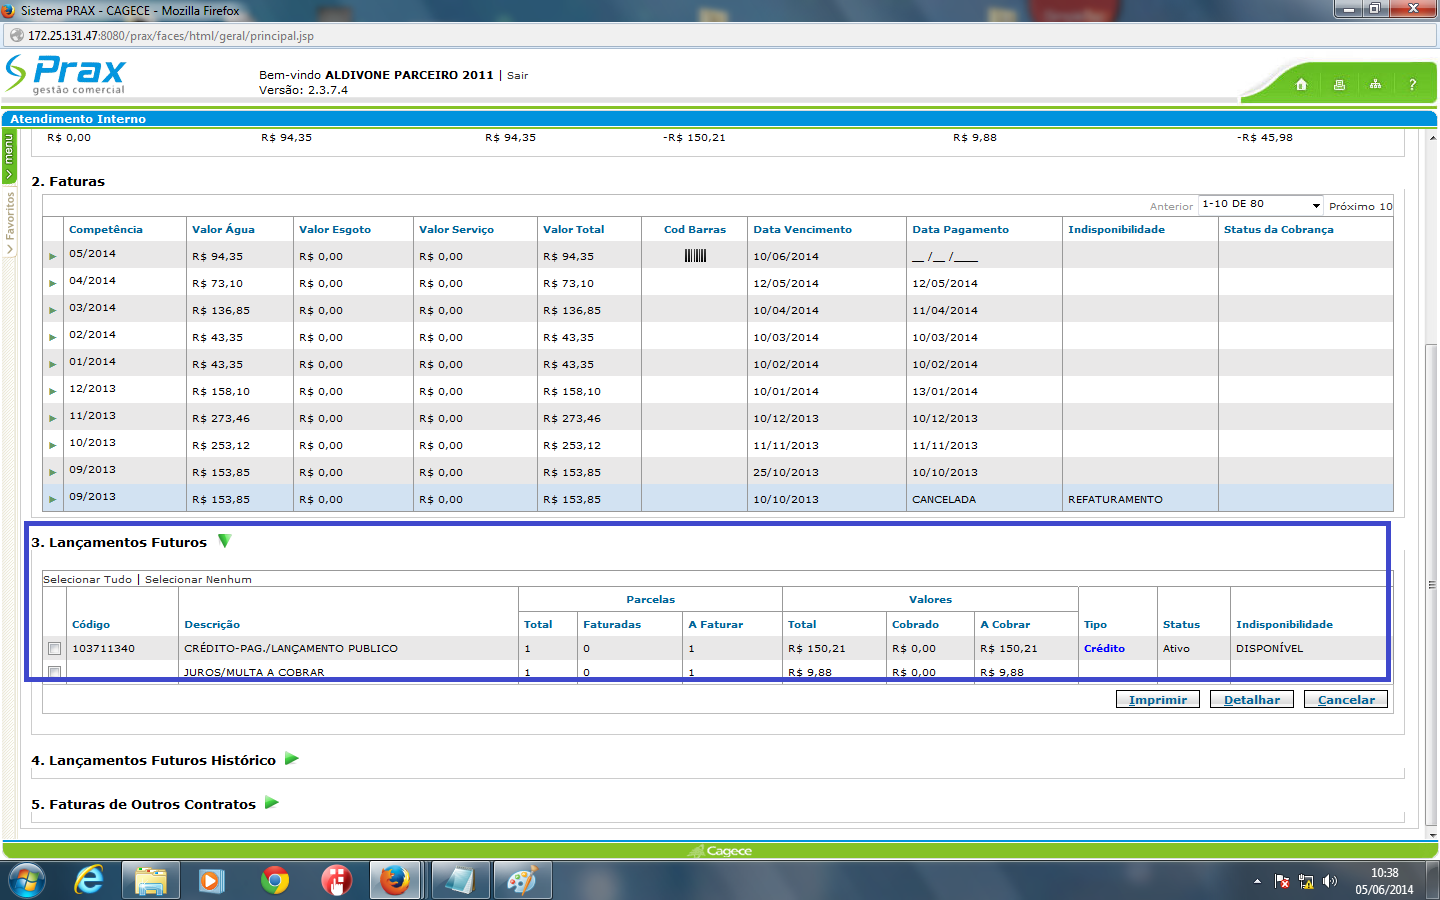 Sistema PRAX - CAGECE - Mozilla Firefox
172.25.131.47:8080/prax/faces/html/geral/principal.jsp
Prax
gestão comercial
Bem-vindo ALDIVONE PARCEIRO 2011 | Sair
Versão: 2.3.7.4
?
Atendimento Interno
menu
Favoritos
R$ 0,00 R$ 94,35 R$ 94,35 -R$ 150,21 R$ 9,88 -R$ 45,98
2. Faturas
Anterior 1-10 DE 80 Próximo 10
Competência Valor Água Valor Esgoto Valor Serviço Valor Total Cod Barras Data Vencimento Data Pagamento Indisponibilidade Status da Cobrança
05/2014 R$ 94,35 R$ 0,00 R$ 0,00 R$ 94,35 10/06/2014 __ /__ /____
04/2014 R$ 73,10 R$ 0,00 R$ 0,00 R$ 73,10 12/05/2014 12/05/2014
03/2014 R$ 136,85 R$ 0,00 R$ 0,00 R$ 136,85 10/04/2014 11/04/2014
02/2014 R$ 43,35 R$ 0,00 R$ 0,00 R$ 43,35 10/03/2014 10/03/2014
01/2014 R$ 43,35 R$ 0,00 R$ 0,00 R$ 43,35 10/02/2014 10/02/2014
12/2013 R$ 158,10 R$ 0,00 R$ 0,00 R$ 158,10 10/01/2014 13/01/2014
11/2013 R$ 273,46 R$ 0,00 R$ 0,00 R$ 273,46 10/12/2013 10/12/2013
10/2013 R$ 253,12 R$ 0,00 R$ 0,00 R$ 253,12 11/11/2013 11/11/2013
09/2013 R$ 153,85 R$ 0,00 R$ 0,00 R$ 153,85 25/10/2013 10/10/2013
09/2013 R$ 153,85 R$ 0,00 R$ 0,00 R$ 153,85 10/10/2013 CANCELADA REFATURAMENTO
3. Lançamentos Futuros
Selecionar Tudo | Selecionar Nenhum
Parcelas Valores
Código Descrição Total Faturadas A Faturar Total Cobrado A Cobrar Tipo Status Indisponibilidade
103711340 CRÉDITO-PAG./LANÇAMENTO PUBLICO 1 0 1 R$ 150,21 R$ 0,00 R$ 150,21 Crédito Ativo DISPONÍVEL
JUROS/MULTA A COBRAR 1 0 1 R$ 9,88 R$ 0,00 R$ 9,88
Imprimir Detalhar Cancelar
4. Lançamentos Futuros Histórico
5. Faturas de Outros Contratos
Cagece
10:38
05/06/2014